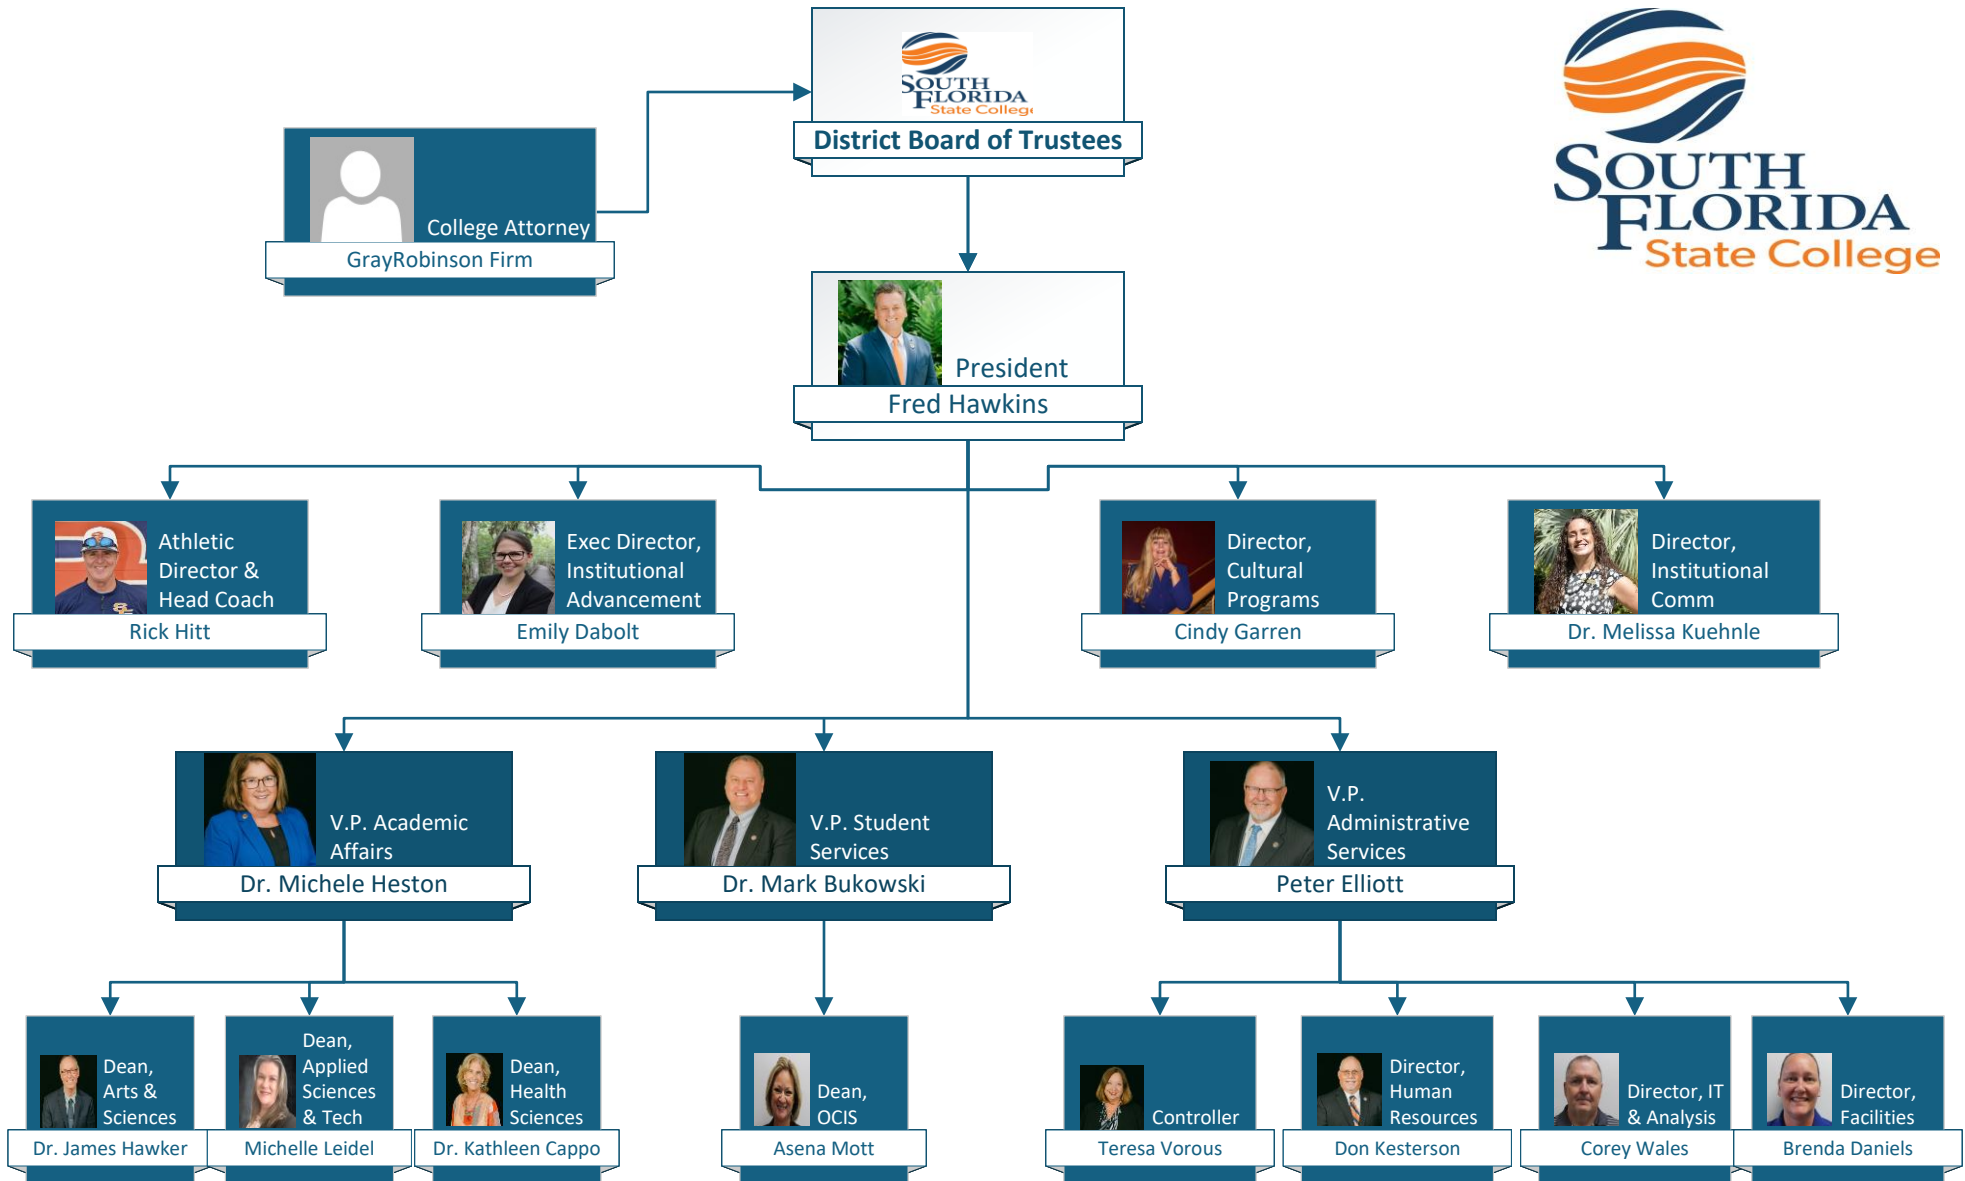 SOUTH
FLORIDA
State College
District Board of Trustees
SOUTH
FLORIDA
State College
College Attorney
GrayRobinson Firm
President
Fred Hawkins
Athletic
Director &
Head Coach
Rick Hitt
Exec Director,
Institutional
Advancement
Emily Dabolt
Director,
Cultural
Programs
Cindy Garren
Director,
Institutional
Comm
Dr. Melissa Kuehnle
V.P. Academic
Affairs
Dr. Michele Heston
V.P. Student
Services
Dr. Mark Bukowski
V.P.
Administrative
Services
Peter Elliott
Dean,
Arts &
Sciences
Dr. James Hawker
Dean,
Applied
Sciences
& Tech
Michelle Leidel
Dean,
Health
Sciences
Dr. Kathleen Cappo
Dean,
OCIS
Asena Mott
Controller
Teresa Vorous
Director,
Human
Resources
Don Kesterson
Director, IT
& Analysis
Corey Wales
Director,
Facilities
Brenda Daniels